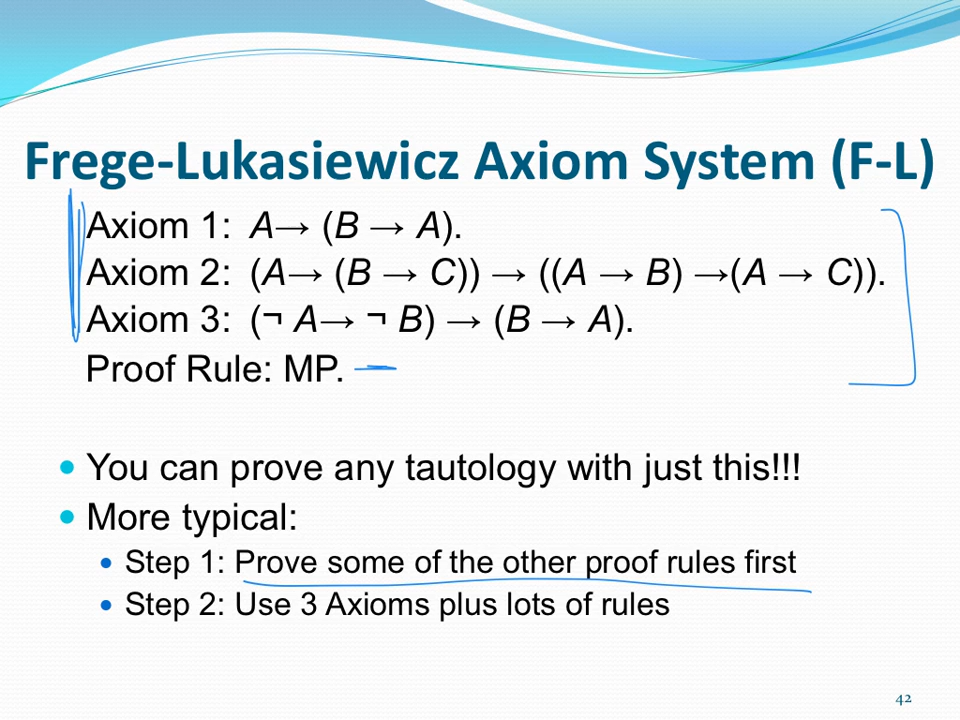 Frege-Lukasiewicz Axiom System (F-L)
Axiom 1: A→ (B → A).
Axiom 2: (A→ (B → C)) → ((A → B) →(A → C)).
Axiom 3: (¬ A→ ¬ B) → (B → A).
Proof Rule: MP.
You can prove any tautology with just this!!!
More typical:
Step 1: Prove some of the other proof rules first
Step 2: Use 3 Axioms plus lots of rules
42